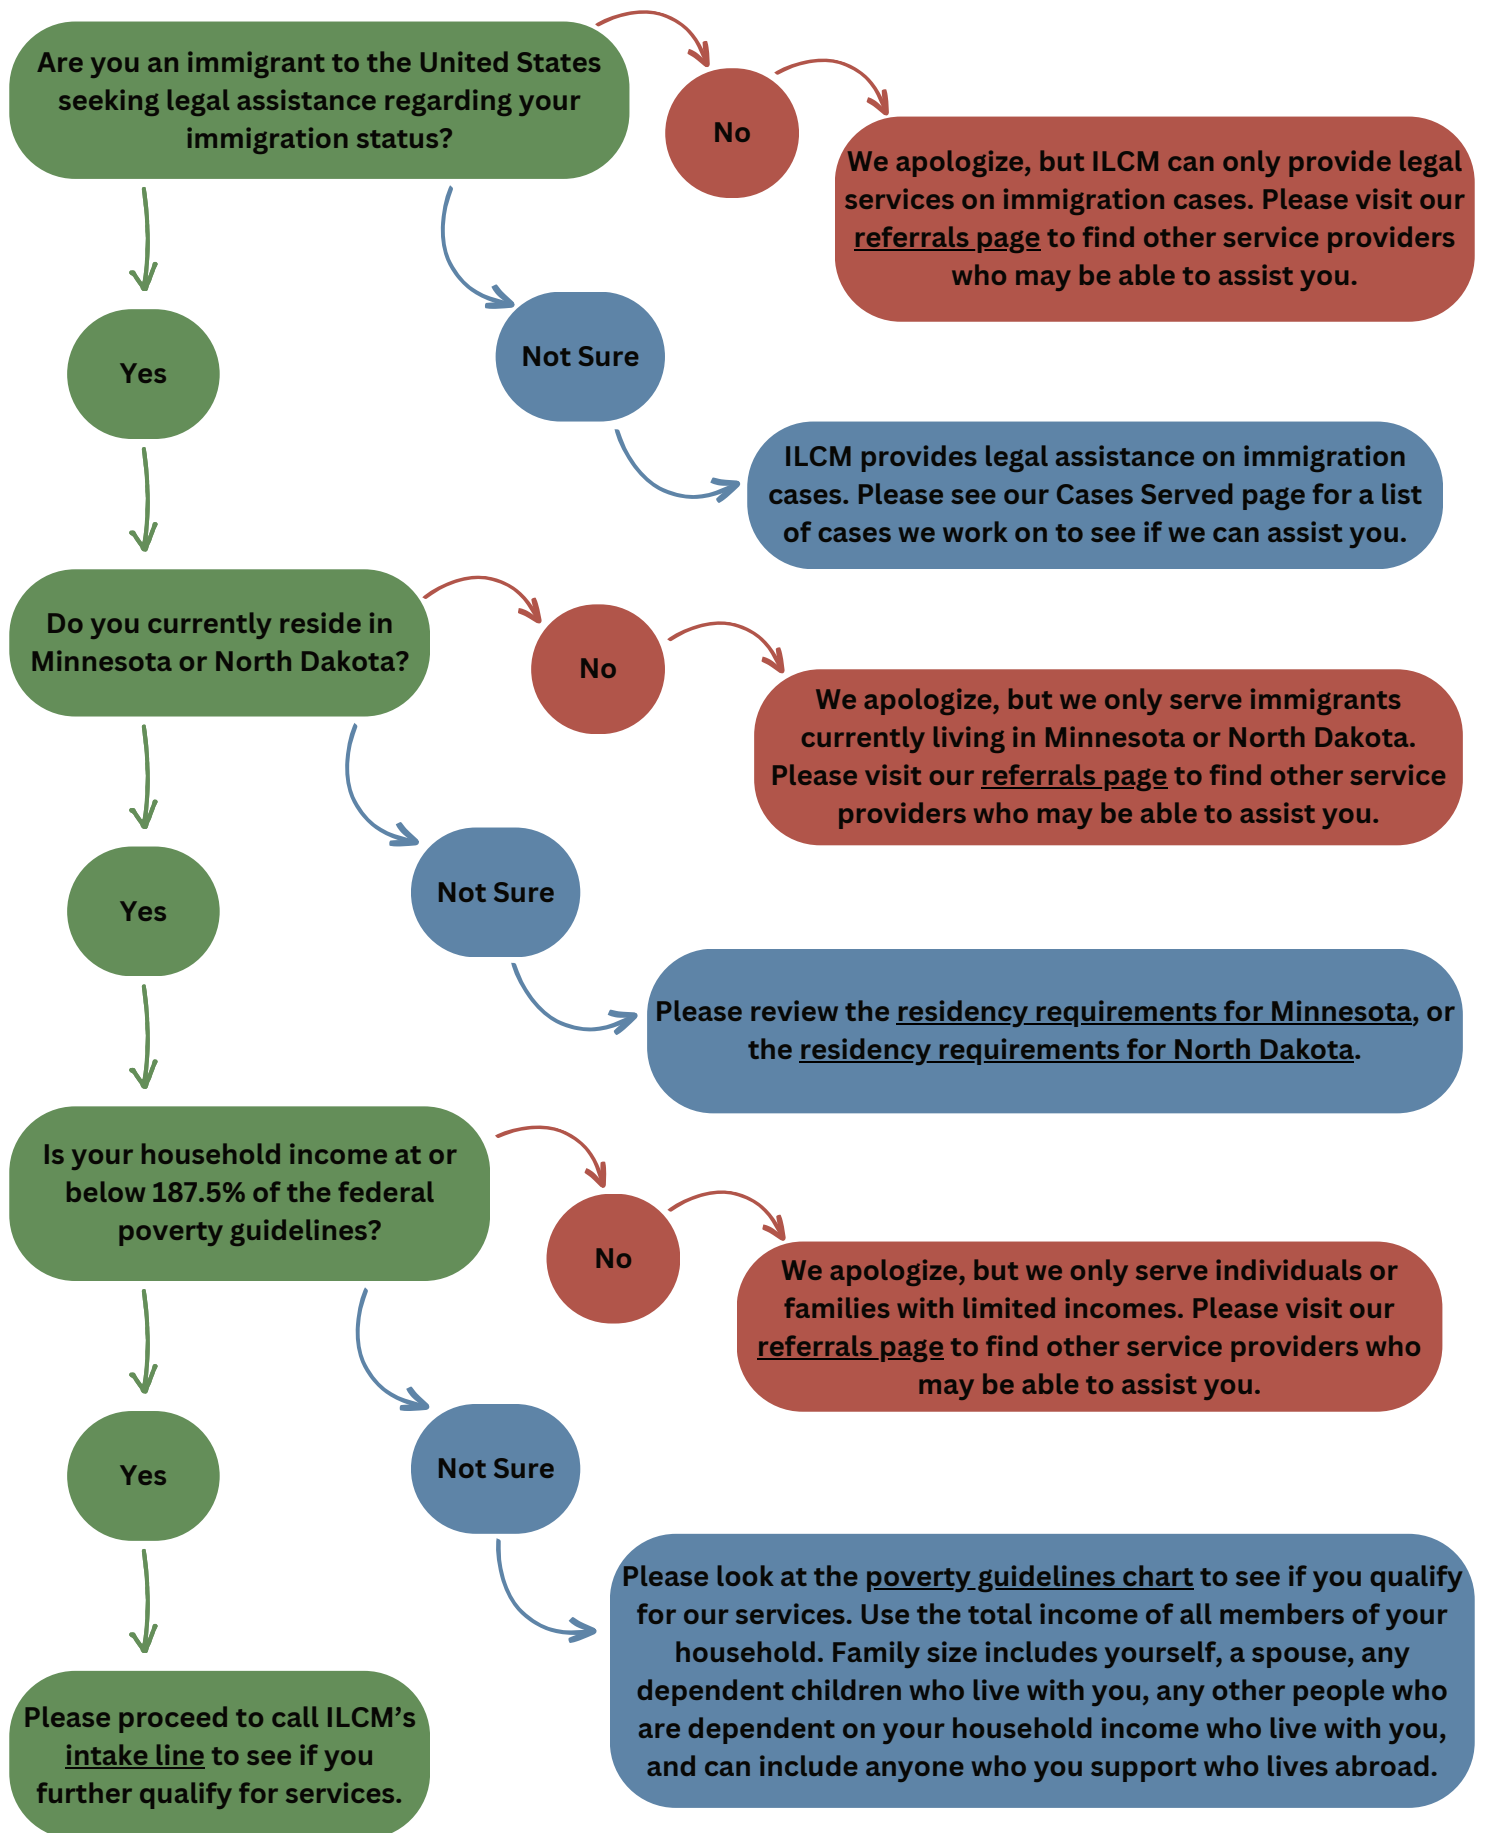 Are you an immigrant to the United States
seeking legal assistance regarding your
immigration status?
No
We apologize, but ILCM can only provide legal
services on immigration cases. Please visit our
referrals page to find other service providers
who may be able to assist you.
Yes
Not Sure
ILCM provides legal assistance on immigration
cases. Please see our Cases Served page for a list
of cases we work on to see if we can assist you.
Do you currently reside in
Minnesota or North Dakota?
No
We apologize, but we only serve immigrants
currently living in Minnesota or North Dakota.
Please visit our referrals page to find other service
providers who may be able to assist you.
Yes
Not Sure
Please review the residency requirements for Minnesota, or
the residency requirements for North Dakota.
Is your household income at or
below 187.5% of the federal
poverty guidelines?
No
We apologize, but we only serve individuals or
families with limited incomes. Please visit our
referrals page to find other service providers who
may be able to assist you.
Yes
Not Sure
Please look at the poverty guidelines chart to see if you qualify
for our services. Use the total income of all members of your
household. Family size includes yourself, a spouse, any
dependent children who live with you, any other people who
are dependent on your household income who live with you,
and can include anyone who you support who lives abroad.
Please proceed to call ILCM’s
intake line to see if you
further qualify for services.